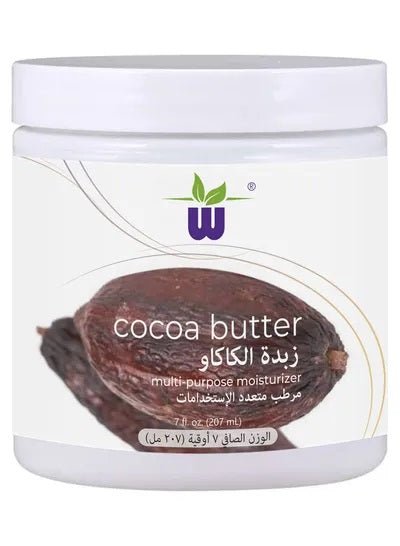 W ®
cocoa butter
زبدة الكاكاو
multi-purpose moisturizer
مرطب متعدد الإستخدامات
7 fl. oz. (207 mL)
الوزن الصافي ٧ أوقية (٢٠٧ مل)